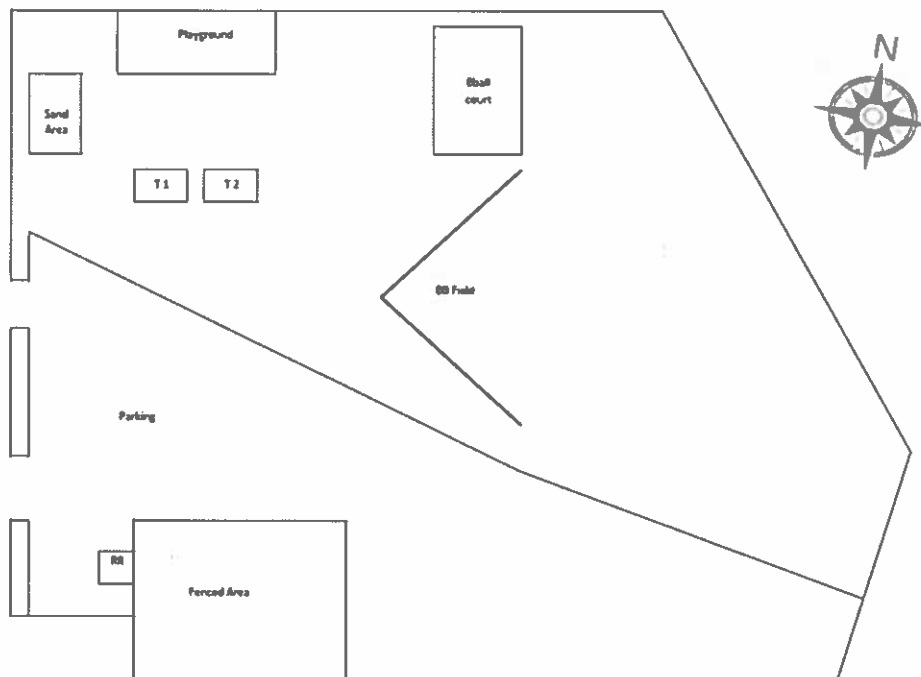 Playground
Bball
court
N
Sand
Area
T 1
T 2
BB Field
Parking
RR
Fenced Area